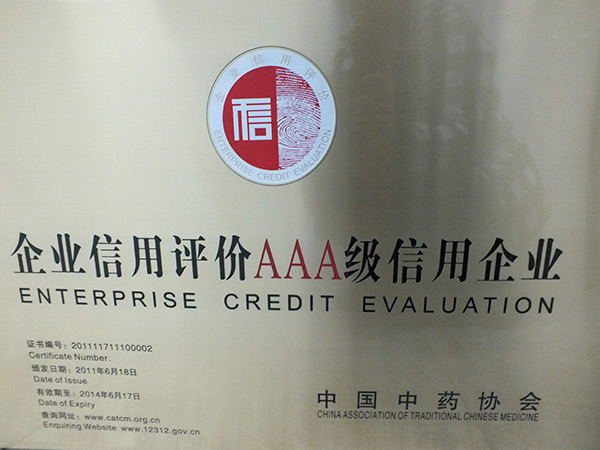 企业信用评价
信
ENTERPRISE CREDIT EVALUATION
企业信用评价AAA级信用企业
ENTERPRISE CREDIT EVALUATION
证书编号：201111711100002
Certificate Number.
颁发日期：2011年6月18日
Date of Issue
有效期至：2014年6月17日
Date of Expiry
查询网址：www.catcm.org.cn
Enquiring Website www.12312.gov.cn
中国中药协会
CHINA ASSOCIATION OF TRADITIONAL CHINESE MEDICINE